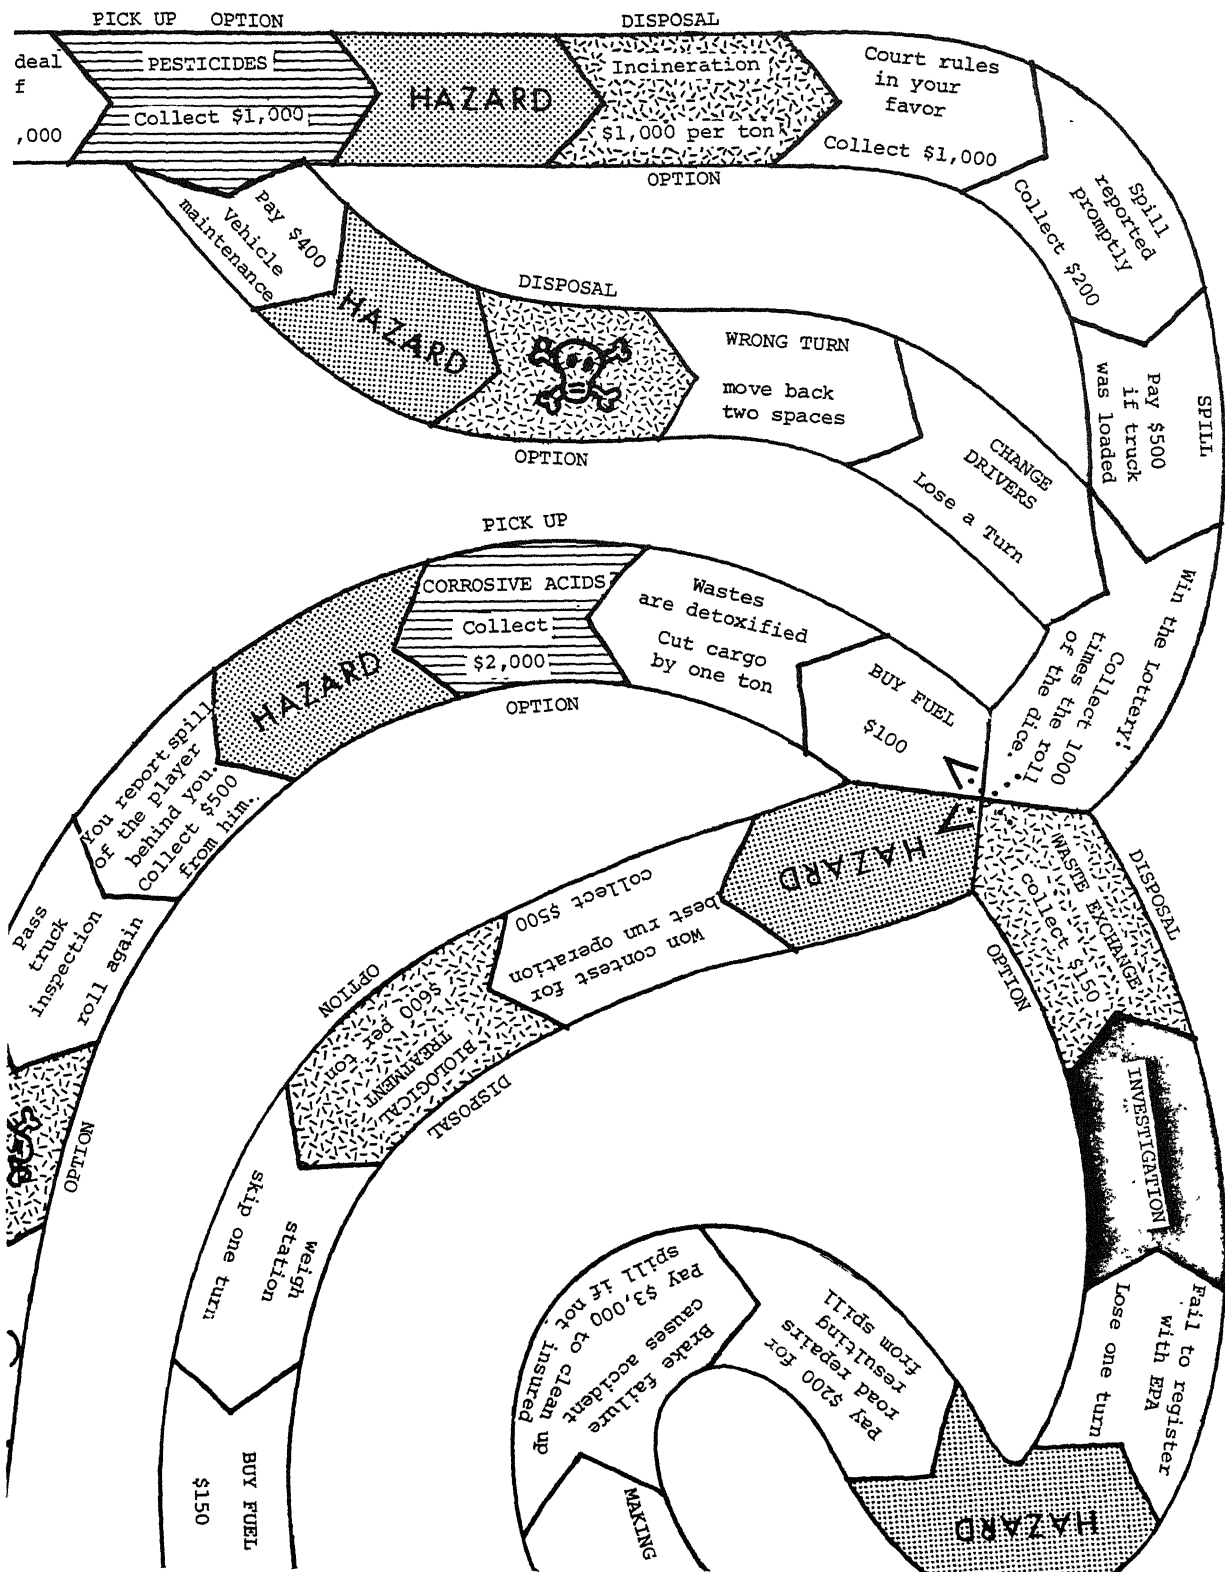 PICK UP OPTION
deal
f
,000
PESTICIDES
Collect $1,000
HAZARD
DISPOSAL
Incineration
$1,000 per ton
OPTION
Court rules
in your
favor
Collect $1,000
Spill
reported
promptly
Collect $200
SPILL
Pay $500
if truck
was loaded
Win the lottery!
Collect 1000
times the roll
of the dice.
Pay $400
Vehicle
maintenance
HAZARD
DISPOSAL
OPTION
WRONG TURN
move back
two spaces
CHANGE
DRIVERS
Lose a Turn
PICK UP
CORROSIVE ACIDS
Collect
$2,000
OPTION
Wastes
are detoxified
Cut cargo
by one ton
BUY FUEL
$100
HAZARD
You report spill
of the player
behind you.
Collect $500
from him.
Pass
truck
inspection
roll again
OPTION
HAZARD
won contest for
best run operation
collect $500
DISPOSAL
BIOLOGICAL
TREATMENT
$600 per ton
OPTION
weigh
station
skip one turn
BUY FUEL
$150
DISPOSAL
WASTE EXCHANGE
collect $150
OPTION
INVESTIGATION
Fail to register
with EPA
Lose one turn
HAZARD
Pay $200 for
road repairs
resulting
from spill
Brake failure
causes accident
Pay $3,000 to clean up
spill if not insured
MAKING